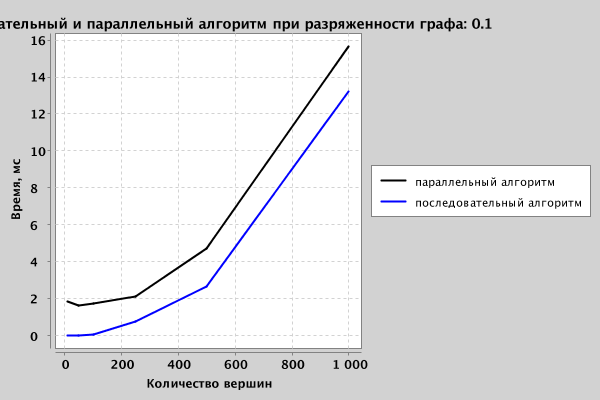 ательный и параллельный алгоритм при разряженности графа: 0.1
16
14
12
10
8
6
4
2
0
Время, мс
0 200 400 600 800 1 000
Количество вершин
параллельный алгоритм
последовательный алгоритм